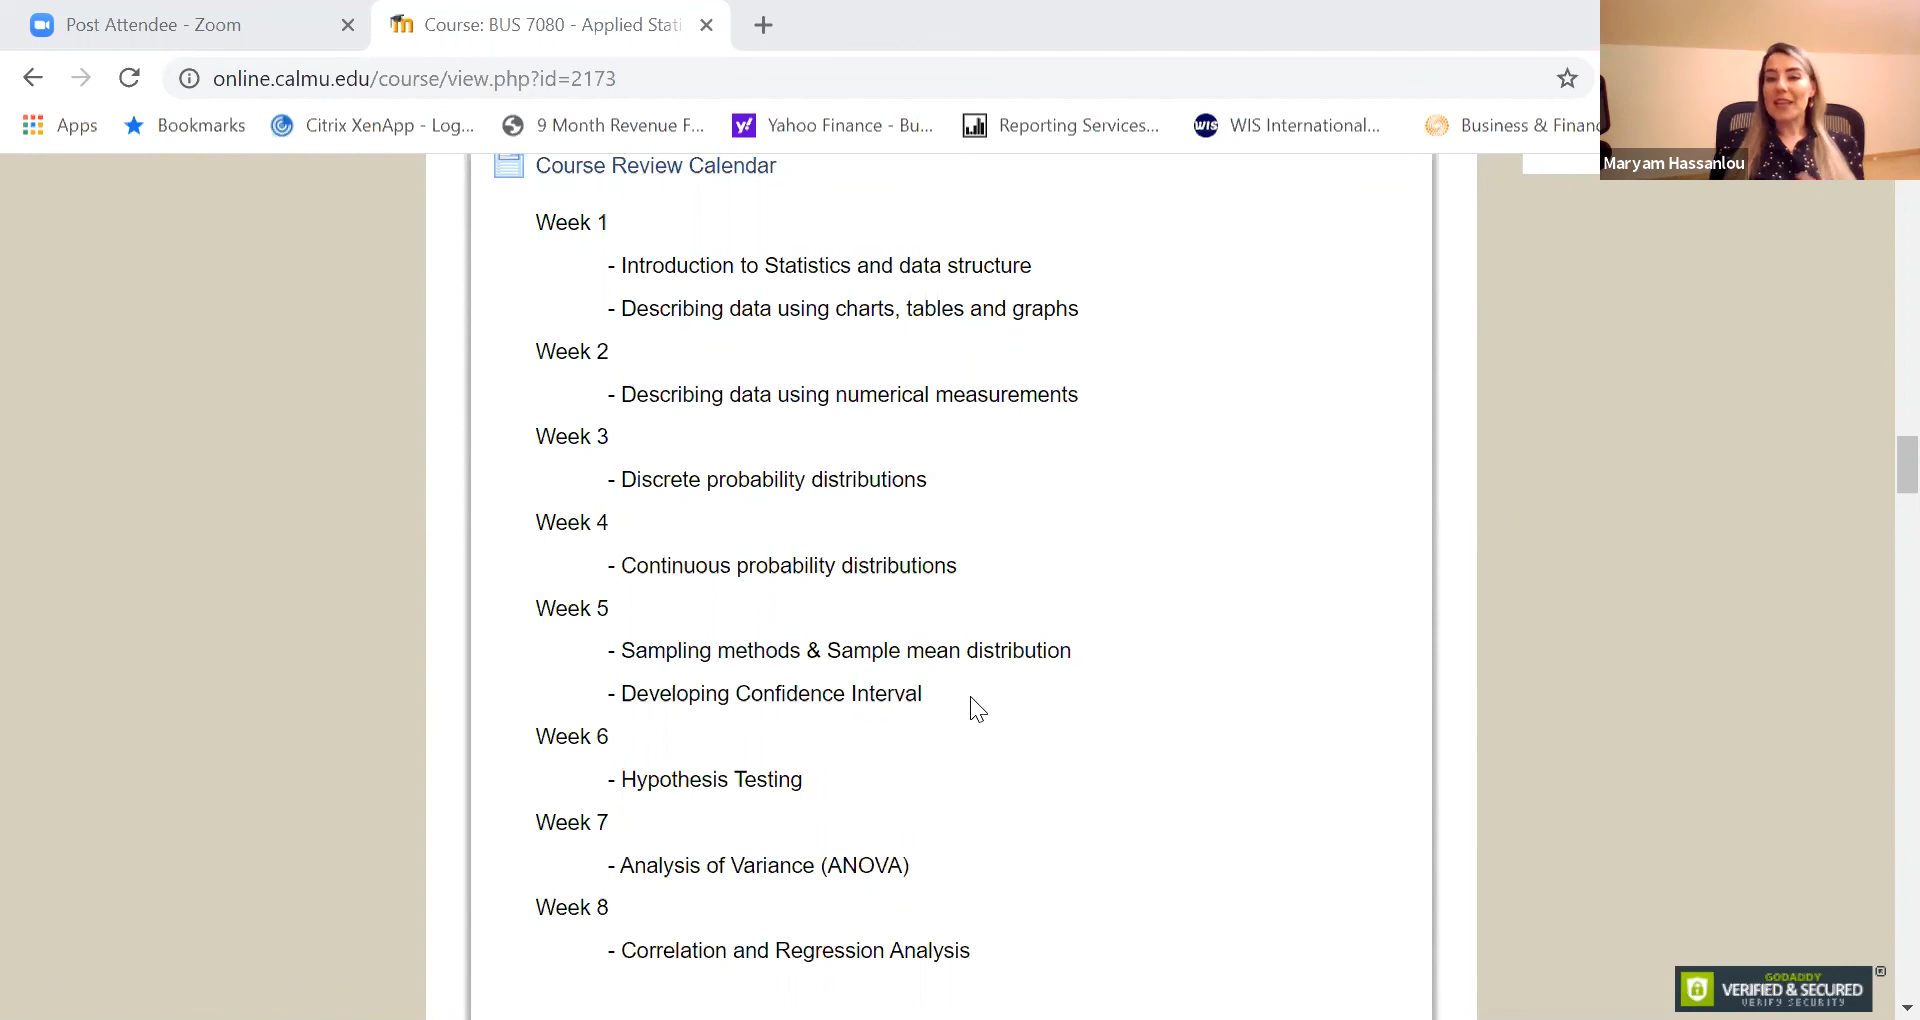 Post Attendee - Zoom
Course: BUS 7080 - Applied Stati
online.calmu.edu/course/view.php?id=2173
Apps
Bookmarks
Citrix XenApp - Log...
9 Month Revenue F...
y!
Yahoo Finance - Bu...
Reporting Services...
WIS
WIS International...
Business & Financ
Maryam Hassanlou
Course Review Calendar
Week 1
- Introduction to Statistics and data structure
- Describing data using charts, tables and graphs
Week 2
- Describing data using numerical measurements
Week 3
- Discrete probability distributions
Week 4
- Continuous probability distributions
Week 5
- Sampling methods & Sample mean distribution
- Developing Confidence Interval
Week 6
- Hypothesis Testing
Week 7
- Analysis of Variance (ANOVA)
Week 8
- Correlation and Regression Analysis
GODADDY
VERIFIED & SECURED
VERIFY SECURITY